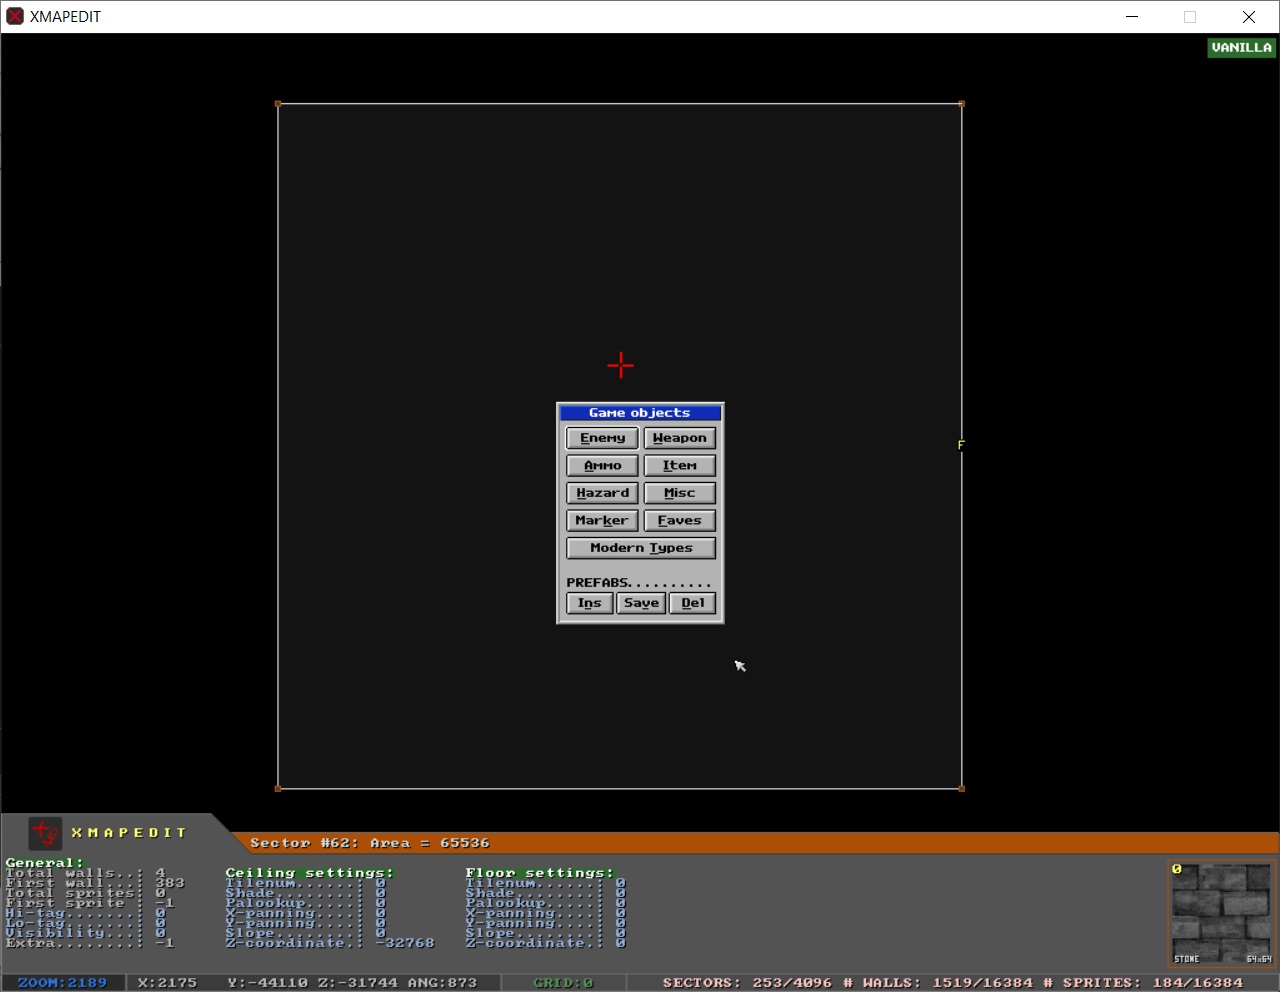 XMAPEDIT
VANILLA
F
Game objects
Enemy Weapon
Ammo Item
Hazard Misc
Marker Faves
Modern Types
PREFABS..........
Ins Save Del
XMAPEDIT
Sector #62: Area = 65536
General:
Total walls..: 4
First wall...: 383
Total sprites: 0
First sprite : -1
Hi-tag.......: 0
Lo-tag.......: 0
Visibility...: 0
Extra........: -1
Ceiling settings:
Tilenum......: 0
Shade........: 0
Palookup.....: 0
X-panning....: 0
Y-panning....: 0
Slope........: 0
Z-coordinate.: -32768
Floor settings:
Tilenum......: 0
Shade........: 0
Palookup.....: 0
X-panning....: 0
Y-panning....: 0
Slope........: 0
Z-coordinate.: 0
0
STONE 64x64
ZOOM:2189 X:2175 Y:-44110 Z:-31744 ANG:873 GRID:0 SECTORS: 253/4096 # WALLS: 1519/16384 # SPRITES: 184/16384